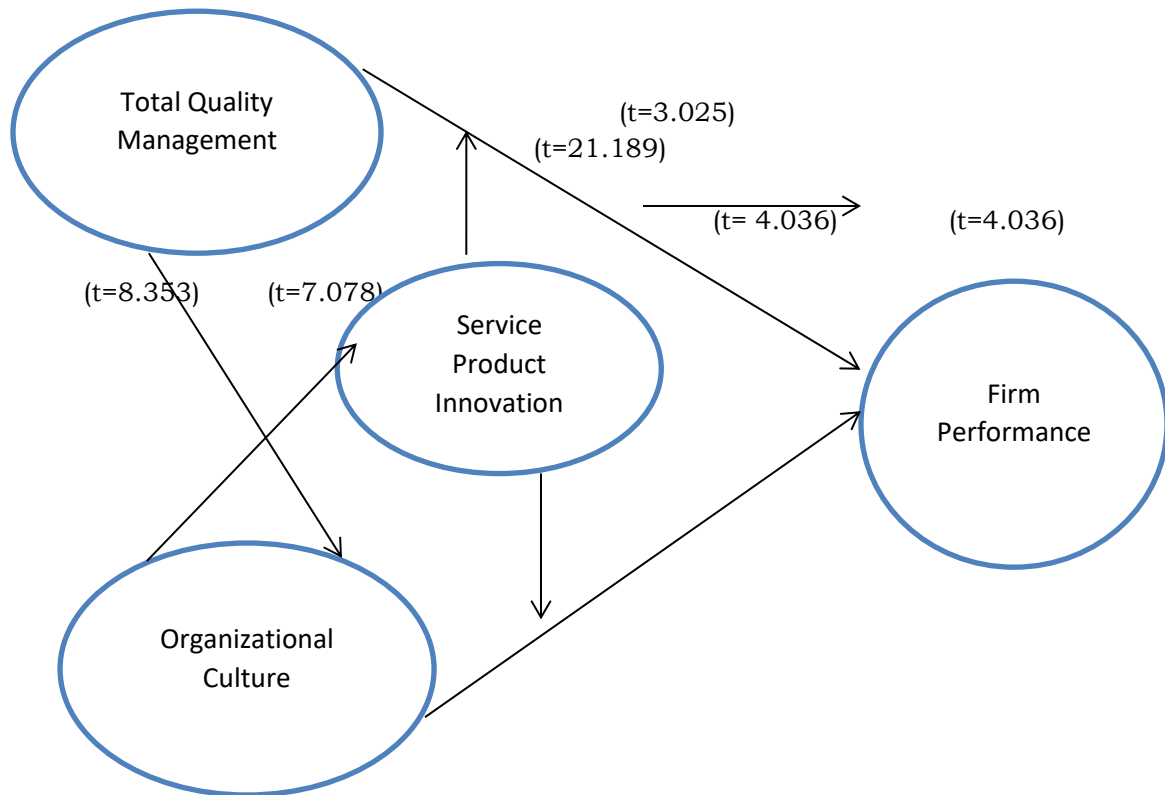 Total Quality
Management
(t=3.025)
(t=21.189)
(t= 4.036)
(t=4.036)
(t=8.353)
(t=7.078)
Service
Product
Innovation
Firm
Performance
Organizational
Culture